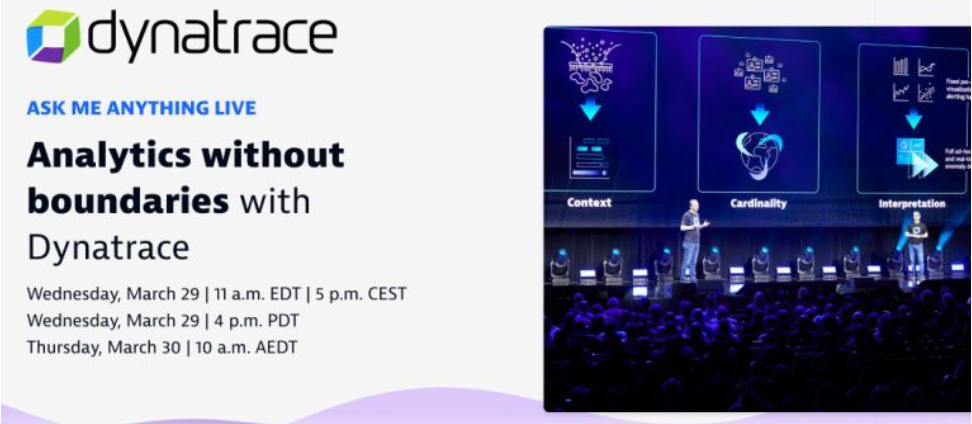 dynatrace
ASK ME ANYTHING LIVE
Analytics without
boundaries with
Dynatrace
Wednesday, March 29 | 11 a.m. EDT | 5 p.m. CEST
Wednesday, March 29 | 4 p.m. PDT
Thursday, March 30 | 10 a.m. AEDT
Context
Cardinality
Interpretation